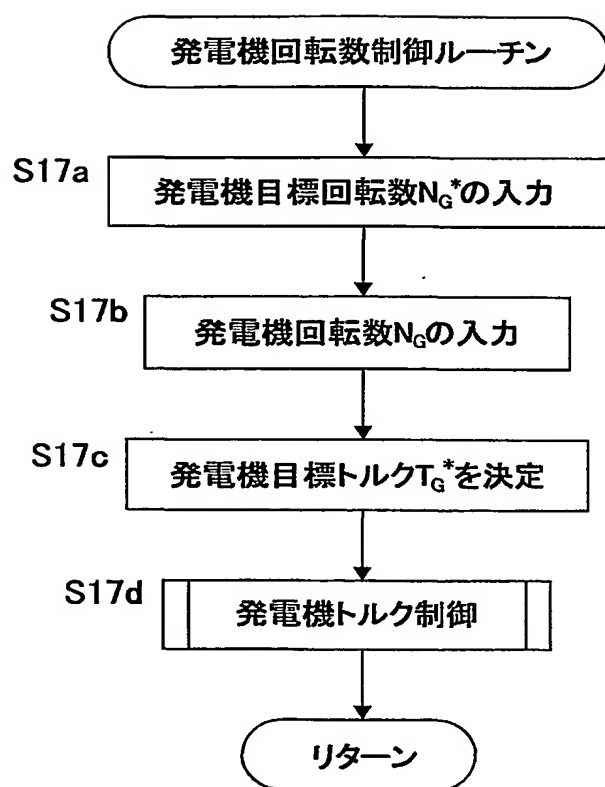 発電機回転数制御ルーチン
S17a
発電機目標回転数NG*の入力
S17b
発電機回転数NGの入力
S17c
発電機目標トルクTG*を決定
S17d
発電機トルク制御
リターン